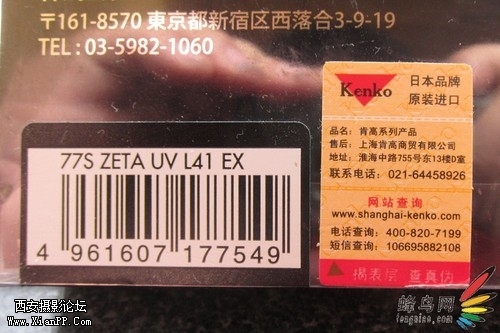 〒161-8570 東京都新宿区西落合3-9-19
TEL : 03-5982-1060
77S ZETA UV L41 EX
4 961607 177549
Kenko
日本品牌
原装进口
品名: 肯高系列产品
售后: 上海肯高商贸有限公司
地址: 淮海中路755号东13楼D室
联系电话: 021-64458926
网站查询
www.shanghai-kenko.com
电话查询: 400-820-7199
短信查询: 106695882108
揭表层 查真伪
西安摄影论坛
www.XianPP.Com
蜂鸟网
fengniao.com